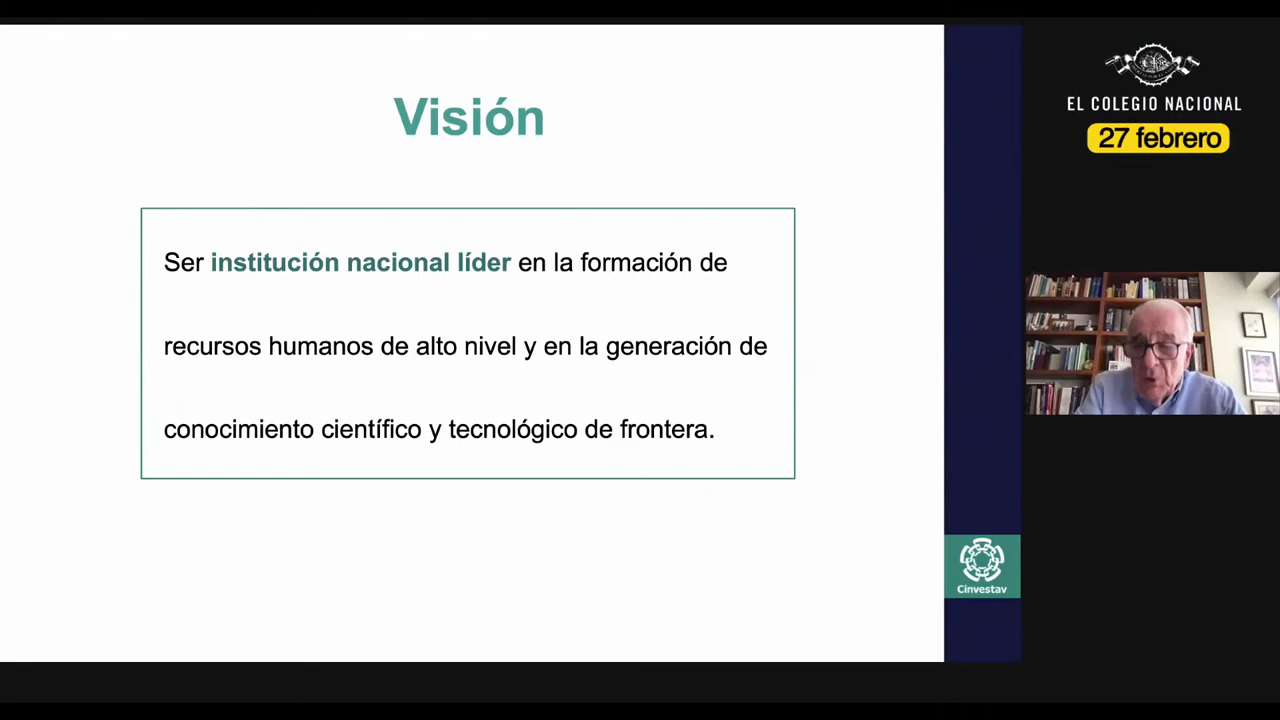 Visión
Ser institución nacional líder en la formación de
recursos humanos de alto nivel y en la generación de
conocimiento científico y tecnológico de frontera.
Cinvestav
EL COLEGIO NACIONAL
27 febrero